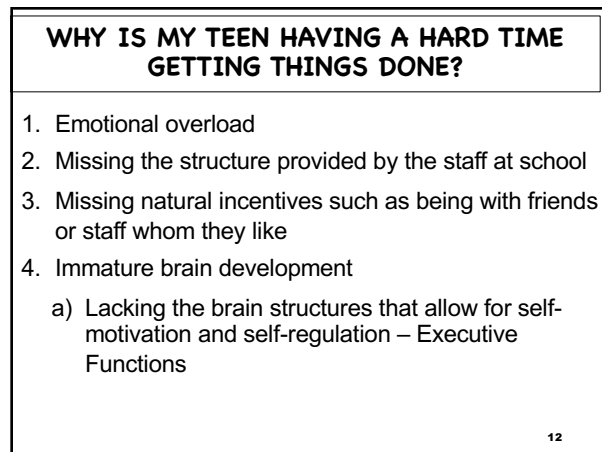 WHY IS MY TEEN HAVING A HARD TIME
GETTING THINGS DONE?
1. Emotional overload
2. Missing the structure provided by the staff at school
3. Missing natural incentives such as being with friends
or staff whom they like
4. Immature brain development
a) Lacking the brain structures that allow for self-
motivation and self-regulation – Executive
Functions
12